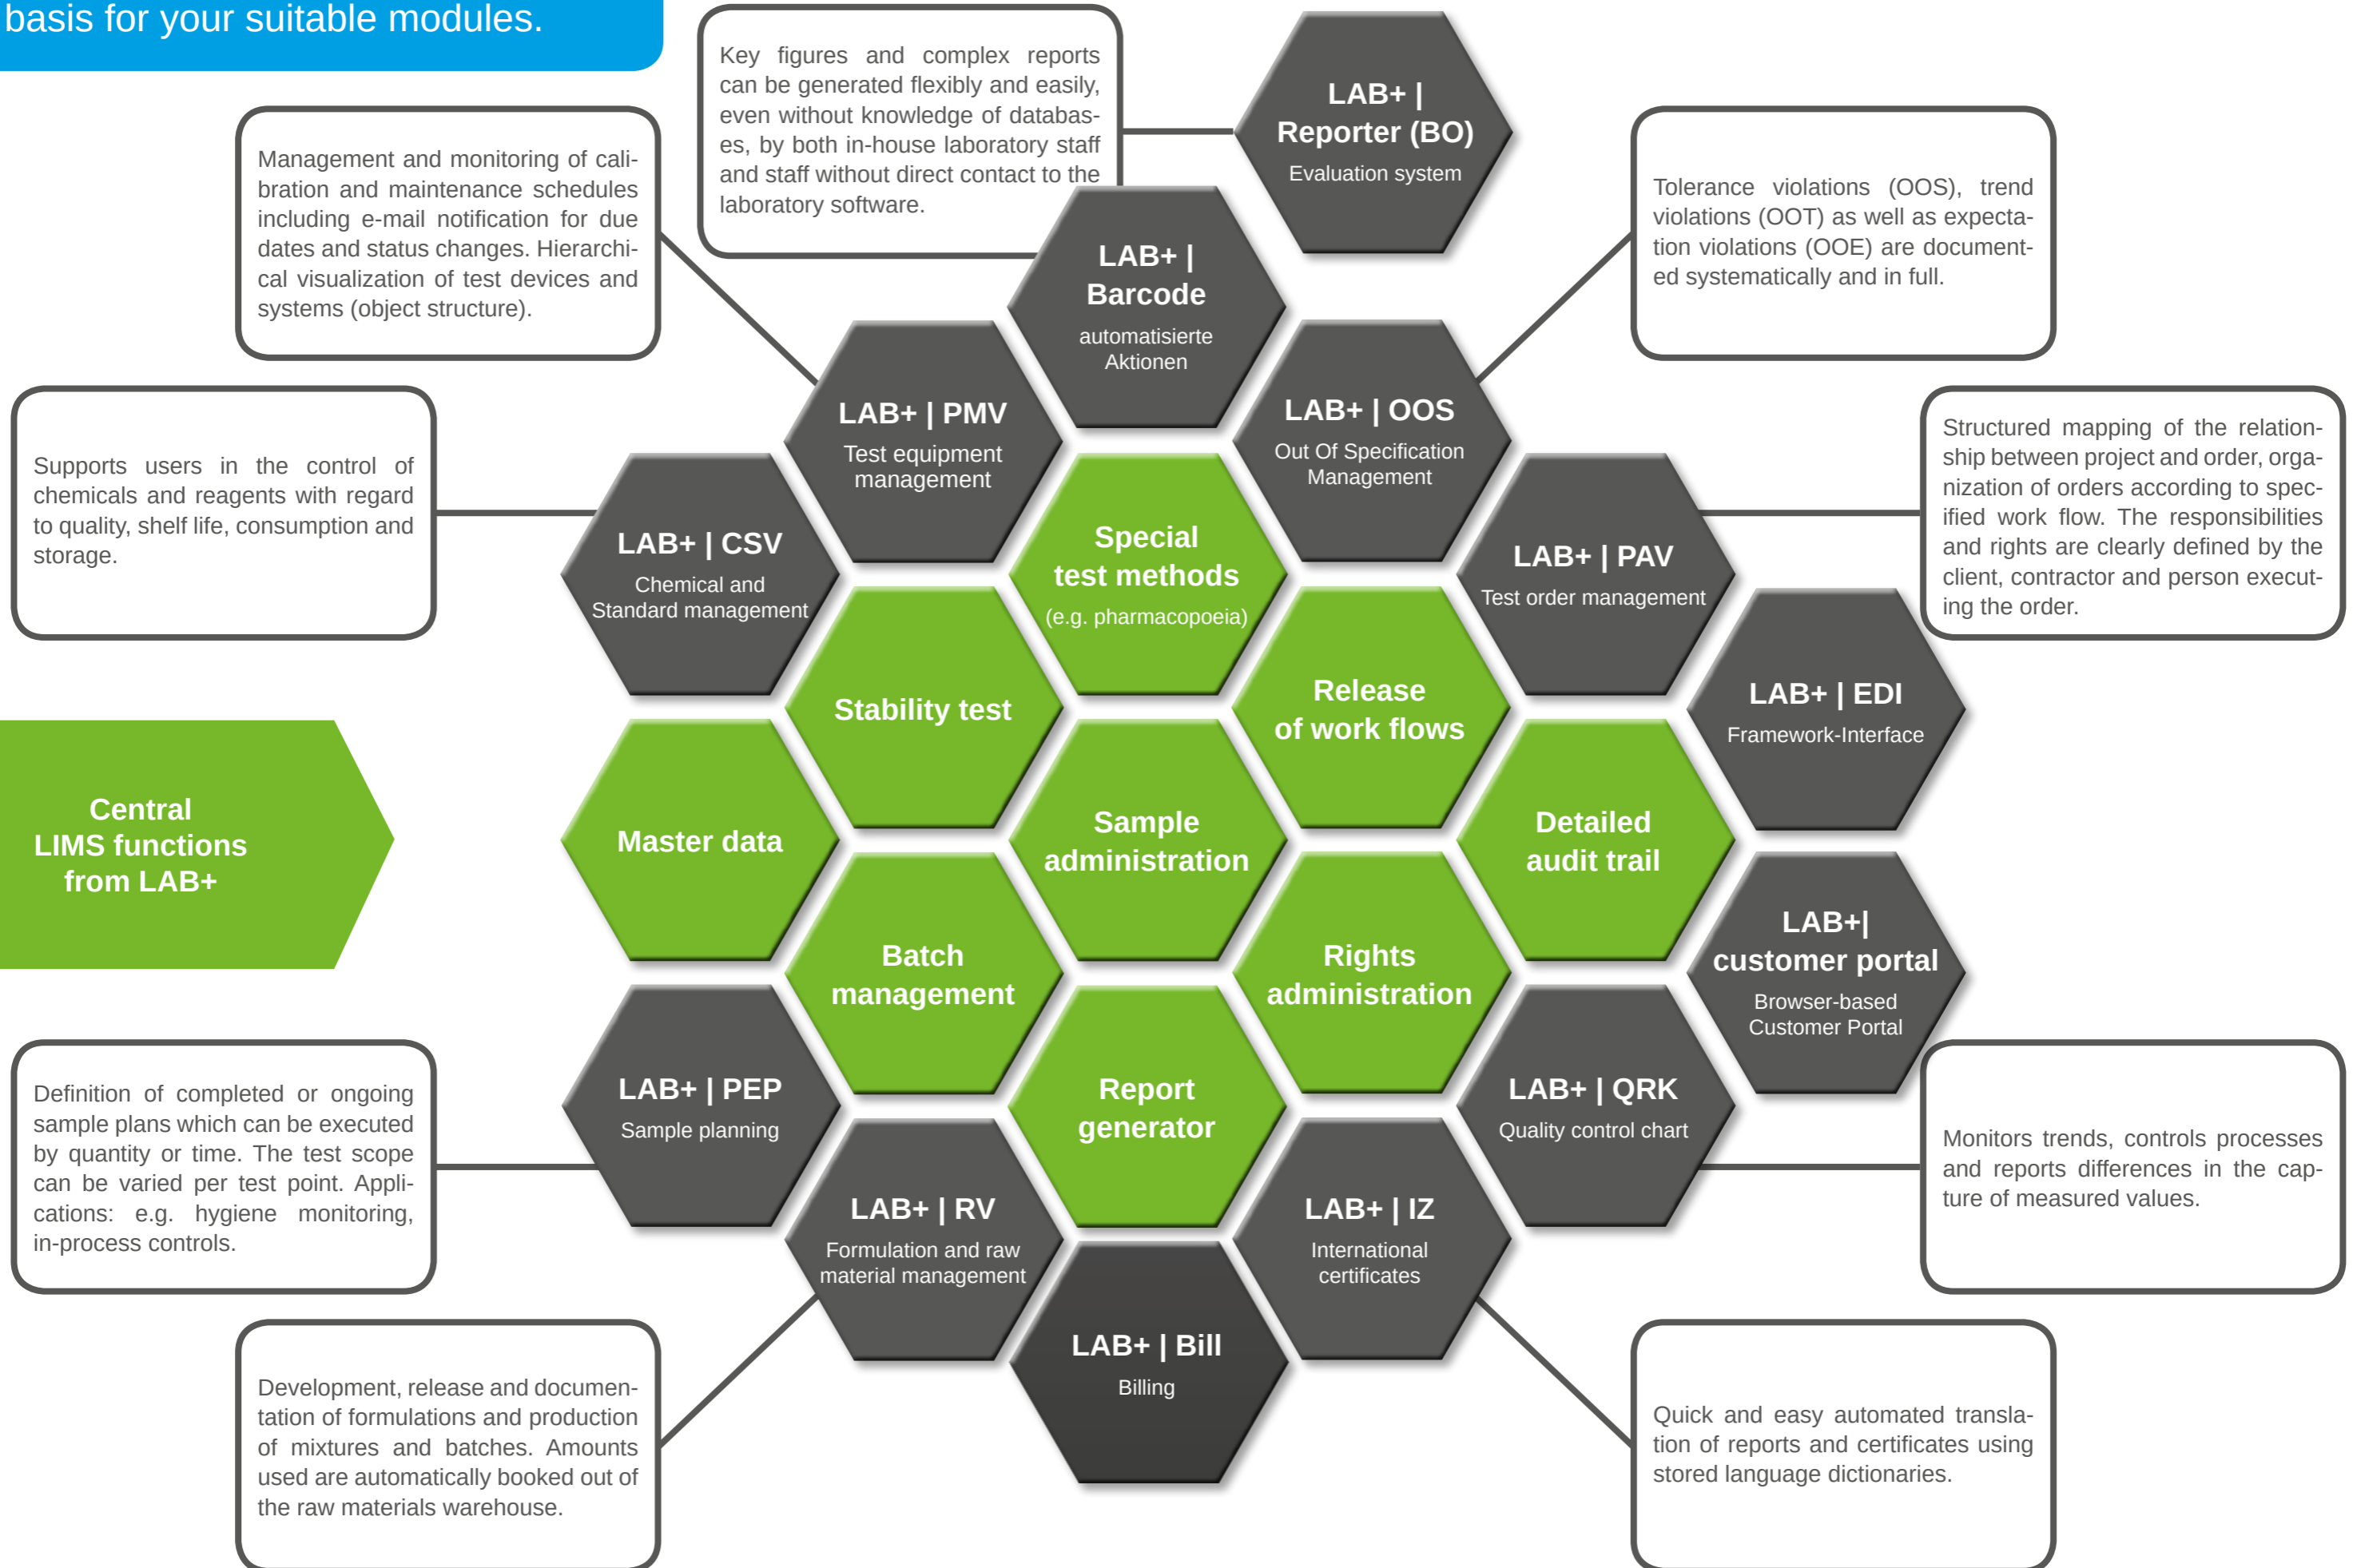 basis for your suitable modules.
Key figures and complex reports
can be generated flexibly and easily,
even without knowledge of databas-
es, by both in-house laboratory staff
and staff without direct contact to the
laboratory software.
LAB+ |
Reporter (BO)
Evaluation system
Management and monitoring of cali-
bration and maintenance schedules
including e-mail notification for due
dates and status changes. Hierarchi-
cal visualization of test devices and
systems (object structure).
Tolerance violations (OOS), trend
violations (OOT) as well as expecta-
tion violations (OOE) are document-
ed systematically and in full.
LAB+ |
Barcode
automatisierte
Aktionen
LAB+ | PMV
Test equipment
management
LAB+ | OOS
Out Of Specification
Management
Supports users in the control of
chemicals and reagents with regard
to quality, shelf life, consumption and
storage.
LAB+ | CSV
Chemical and
Standard management
Special
test methods
(e.g. pharmacopoeia)
LAB+ | PAV
Test order management
Structured mapping of the relation-
ship between project and order, orga-
nization of orders according to spec-
ified work flow. The responsibilities
and rights are clearly defined by the
client, contractor and person execut-
ing the order.
Stability test
Release
of work flows
LAB+ | EDI
Framework-Interface
Central
LIMS functions
from LAB+
Master data
Sample
administration
Detailed
audit trail
Batch
management
Rights
administration
LAB+|
customer portal
Browser-based
Customer Portal
Definition of completed or ongoing
sample plans which can be executed
by quantity or time. The test scope
can be varied per test point. Appli-
cations: e.g. hygiene monitoring,
in-process controls.
LAB+ | PEP
Sample planning
Report
generator
LAB+ | QRK
Quality control chart
Monitors trends, controls processes
and reports differences in the cap-
ture of measured values.
LAB+ | RV
Formulation and raw
material management
LAB+ | IZ
International
certificates
LAB+ | Bill
Billing
Development, release and documen-
tation of formulations and production
of mixtures and batches. Amounts
used are automatically booked out of
the raw materials warehouse.
Quick and easy automated transla-
tion of reports and certificates using
stored language dictionaries.